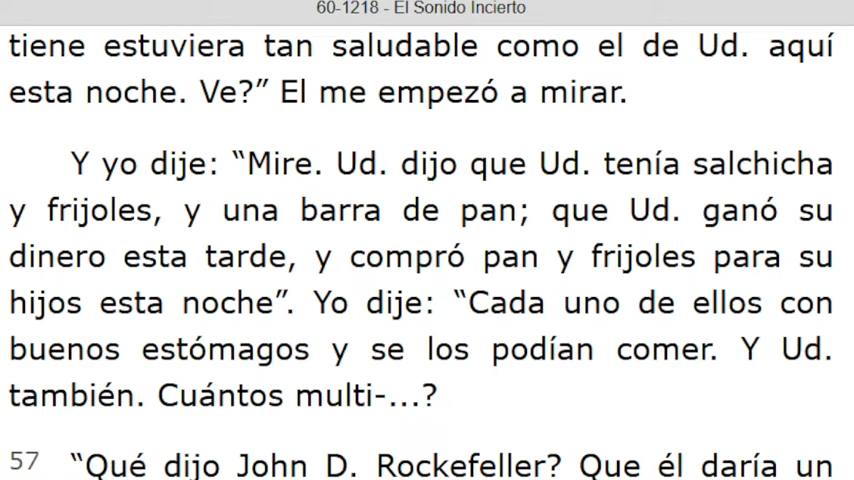 60-1218 - El Sonido Incierto
tiene estuviera tan saludable como el de Ud. aquí
esta noche. Ve?” El me empezó a mirar.
Y yo dije: “Mire. Ud. dijo que Ud. tenía salchicha
y frijoles, y una barra de pan; que Ud. ganó su
dinero esta tarde, y compró pan y frijoles para su
hijos esta noche”. Yo dije: “Cada uno de ellos con
buenos estómagos y se los podían comer. Y Ud.
también. Cuántos multi-...?
57 “Qué dijo John D. Rockefeller? Que él daría un